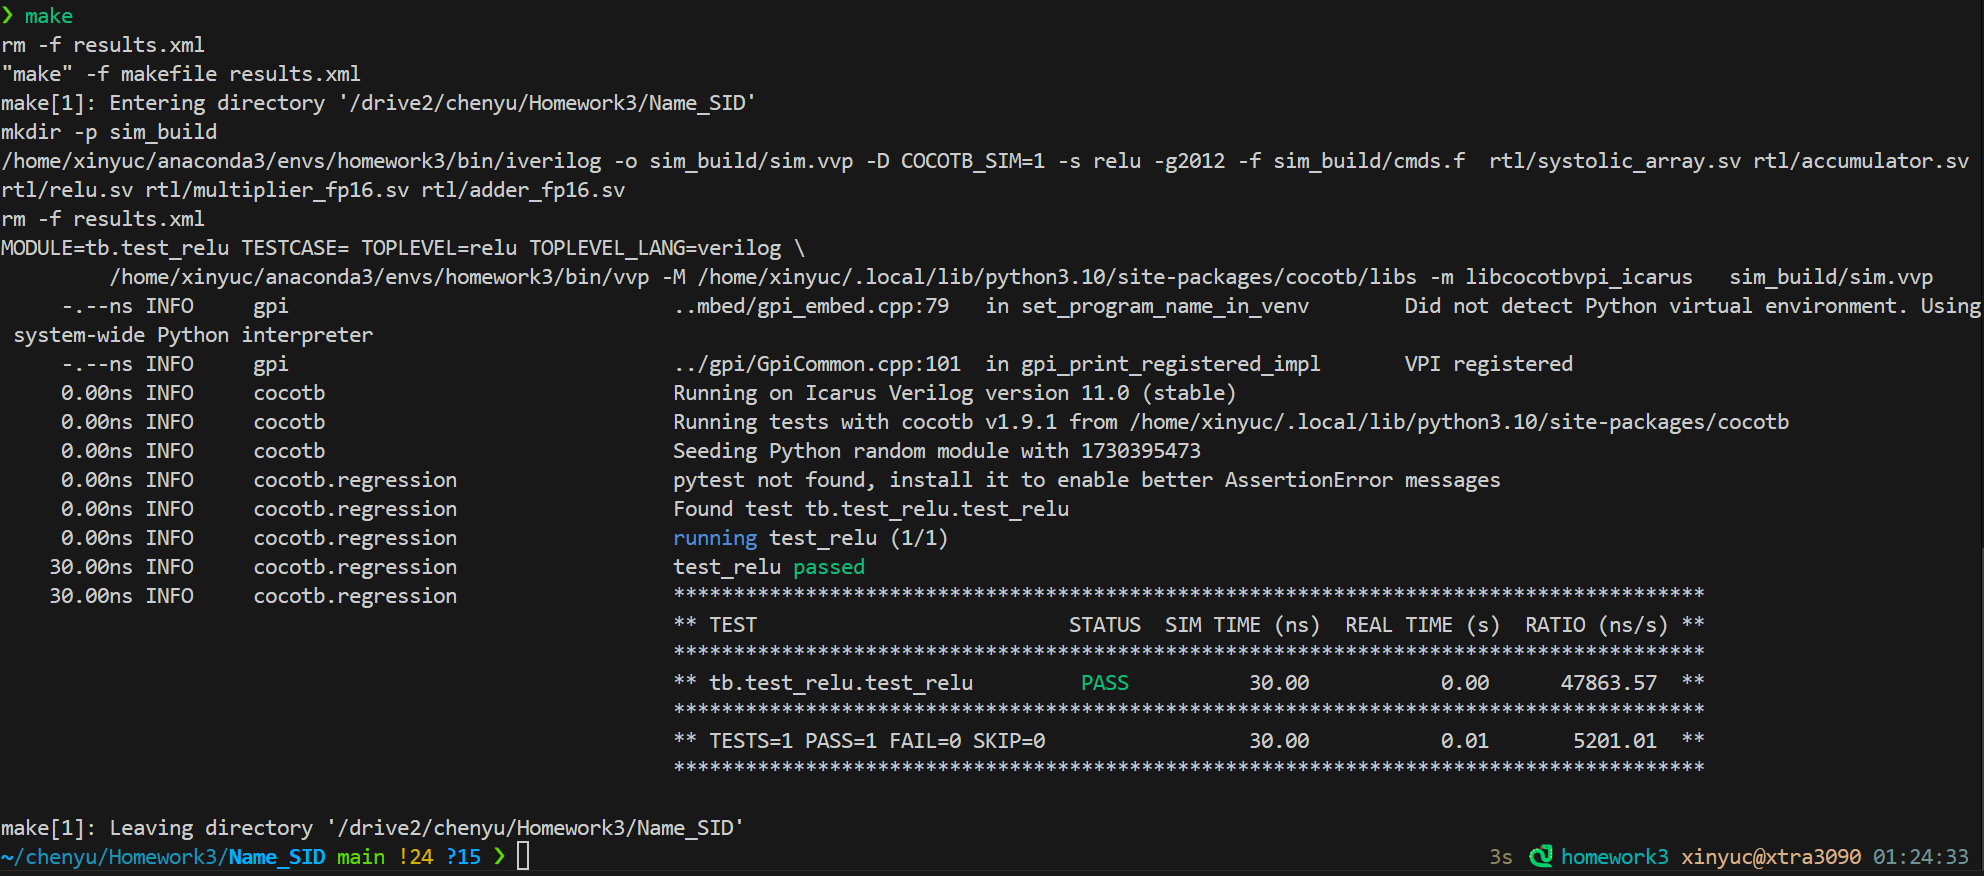 ❯ make
rm -f results.xml
"make" -f makefile results.xml
make[1]: Entering directory '/drive2/chenyu/Homework3/Name_SID'
mkdir -p sim_build
/home/xinyuc/anaconda3/envs/homework3/bin/iverilog -o sim_build/sim.vvp -D COCOTB_SIM=1 -s relu -g2012 -f sim_build/cmds.f  rtl/systolic_array.sv rtl/accumulator.sv
rtl/relu.sv rtl/multiplier_fp16.sv rtl/adder_fp16.sv
rm -f results.xml
MODULE=tb.test_relu TESTCASE= TOPLEVEL=relu TOPLEVEL_LANG=verilog \
         /home/xinyuc/anaconda3/envs/homework3/bin/vvp -M /home/xinyuc/.local/lib/python3.10/site-packages/cocotb/libs -m libcocotbvpi_icarus   sim_build/sim.vvp
     -.--ns INFO     gpi                                ..mbed/gpi_embed.cpp:79   in set_program_name_in_venv        Did not detect Python virtual environment. Using
 system-wide Python interpreter
     -.--ns INFO     gpi                                ../gpi/GpiCommon.cpp:101  in gpi_print_registered_impl       VPI registered
     0.00ns INFO     cocotb                             Running on Icarus Verilog version 11.0 (stable)
     0.00ns INFO     cocotb                             Running tests with cocotb v1.9.1 from /home/xinyuc/.local/lib/python3.10/site-packages/cocotb
     0.00ns INFO     cocotb                             Seeding Python random module with 1730395473
     0.00ns INFO     cocotb.regression                  pytest not found, install it to enable better AssertionError messages
     0.00ns INFO     cocotb.regression                  Found test tb.test_relu.test_relu
     0.00ns INFO     cocotb.regression                  running test_relu (1/1)
    30.00ns INFO     cocotb.regression                  test_relu passed
    30.00ns INFO     cocotb.regression                  **************************************************************************************
                                                        ** TEST                          STATUS  SIM TIME (ns)  REAL TIME (s)  RATIO (ns/s) **
                                                        **************************************************************************************
                                                        ** tb.test_relu.test_relu         PASS          30.00           0.00      47863.57  **
                                                        **************************************************************************************
                                                        ** TESTS=1 PASS=1 FAIL=0 SKIP=0                 30.00           0.01       5201.01  **
                                                        **************************************************************************************
make[1]: Leaving directory '/drive2/chenyu/Homework3/Name_SID'
~/chenyu/Homework3/Name_SID main !24 ?15 ❯ 3s homework3 xinyuc@xtra3090 01:24:33